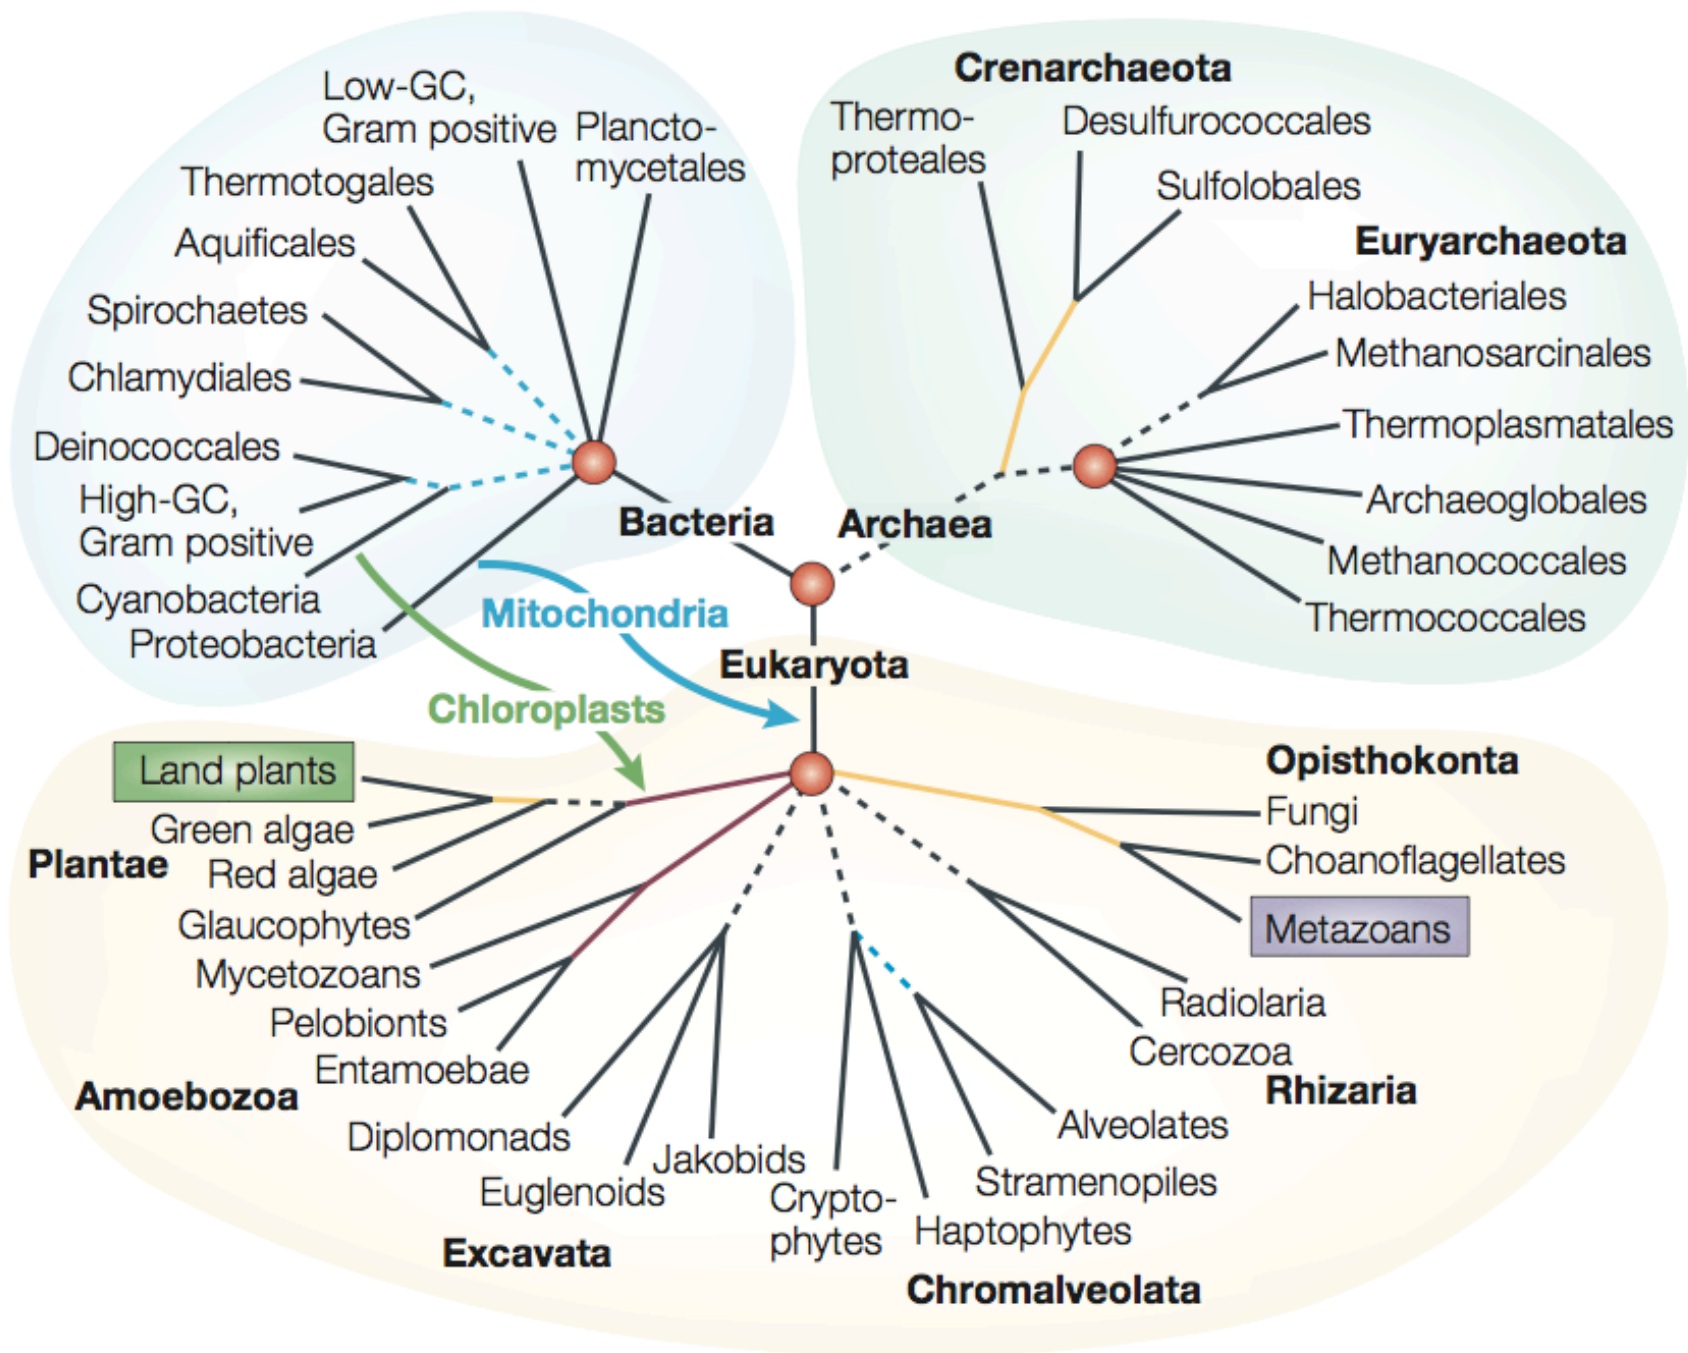 Low-GC,
Gram positive
Plancto-
mycetales
Thermotogales
Aquificales
Spirochaetes
Chlamydiales
Deinococcales
High-GC,
Gram positive
Cyanobacteria
Proteobacteria
Bacteria
Crenarchaeota
Thermo-
proteales
Desulfurococcales
Sulfolobales
Euryarchaeota
Halobacteriales
Methanosarcinales
Thermoplasmatales
Archaeoglobales
Methanococcales
Thermococcales
Archaea
Mitochondria
Chloroplasts
Eukaryota
Land plants
Green algae
Plantae
Red algae
Glaucophytes
Mycetozoans
Pelobionts
Entamoebae
Amoebozoa
Diplomonads
Euglenoids
Jakobids
Excavata
Crypto-
phytes
Haptophytes
Stramenopiles
Alveolates
Chromalveolata
Opisthokonta
Fungi
Choanoflagellates
Metazoans
Radiolaria
Cercozoa
Rhizaria